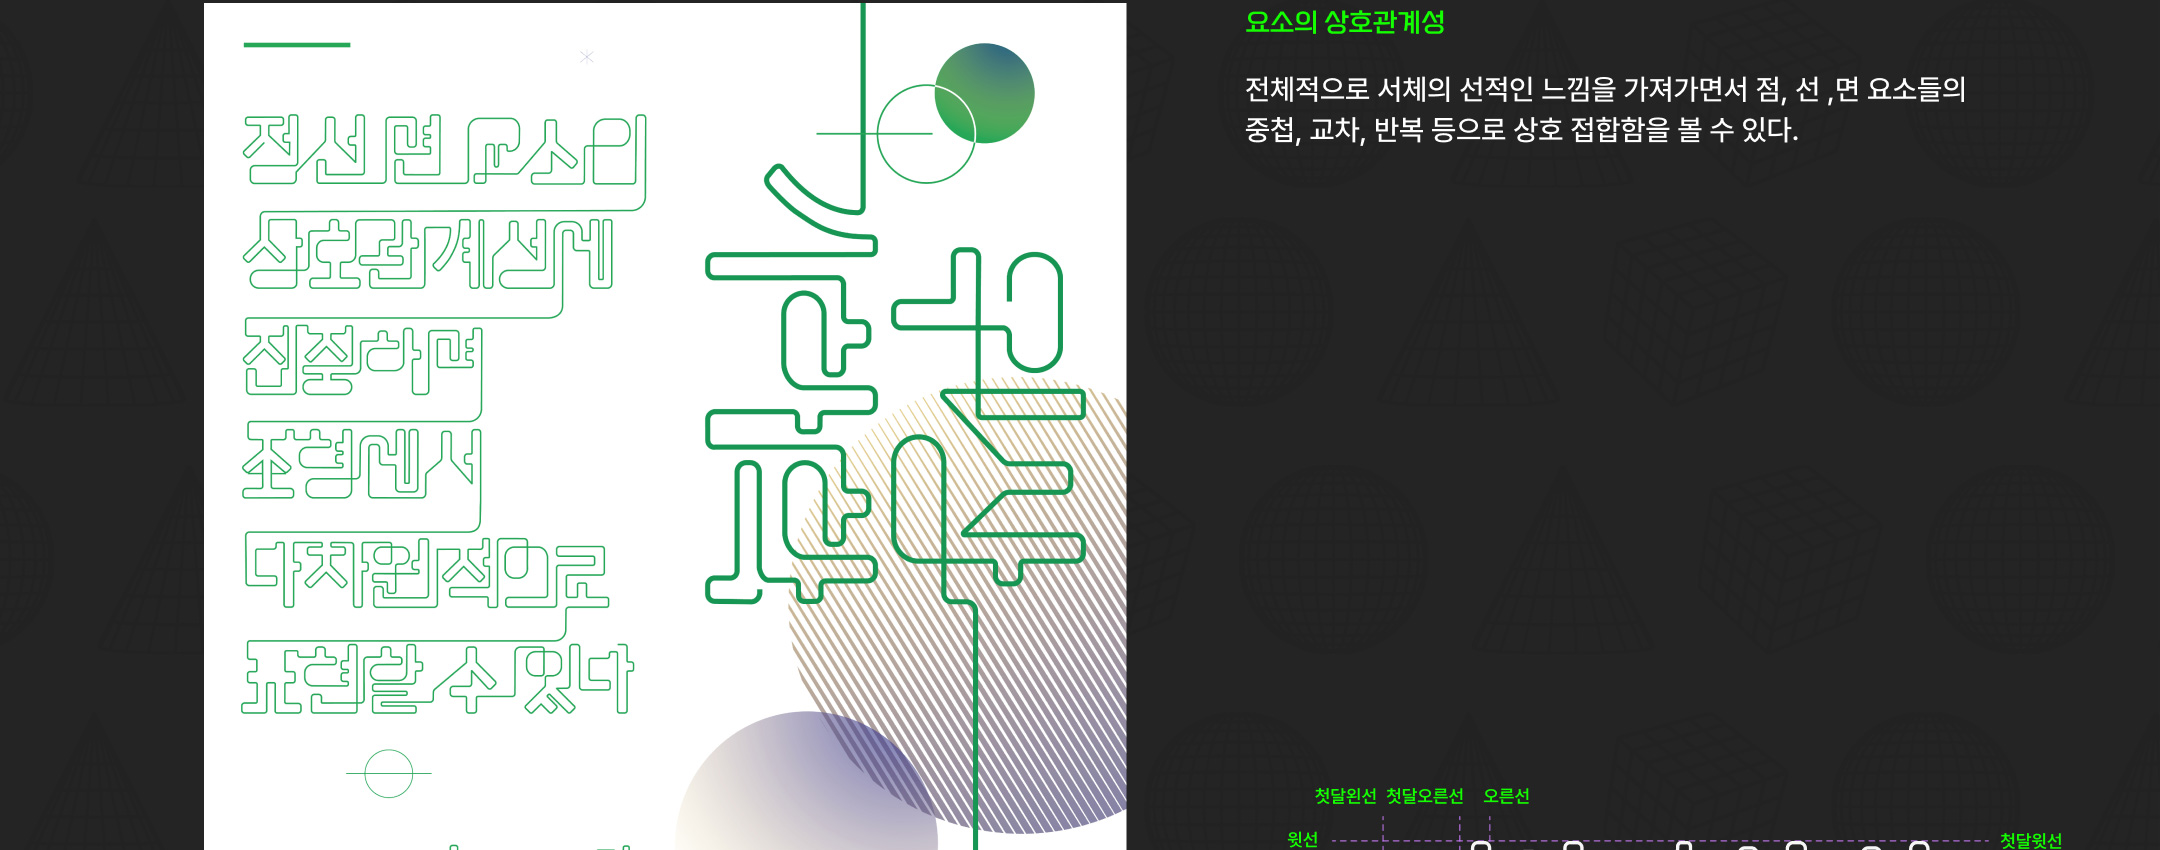 점 선 면 요소의
상호관계성에
집중하며
조형에서
다차원적으로
표현할 수 있다
요소의 상호관계성
전체적으로 서체의 선적인 느낌을 가져가면서 점, 선 ,면 요소들의
중첩, 교차, 반복 등으로 상호 접합함을 볼 수 있다.
첫달왼선 첫달오른선 오른선
윗선
첫달윗선